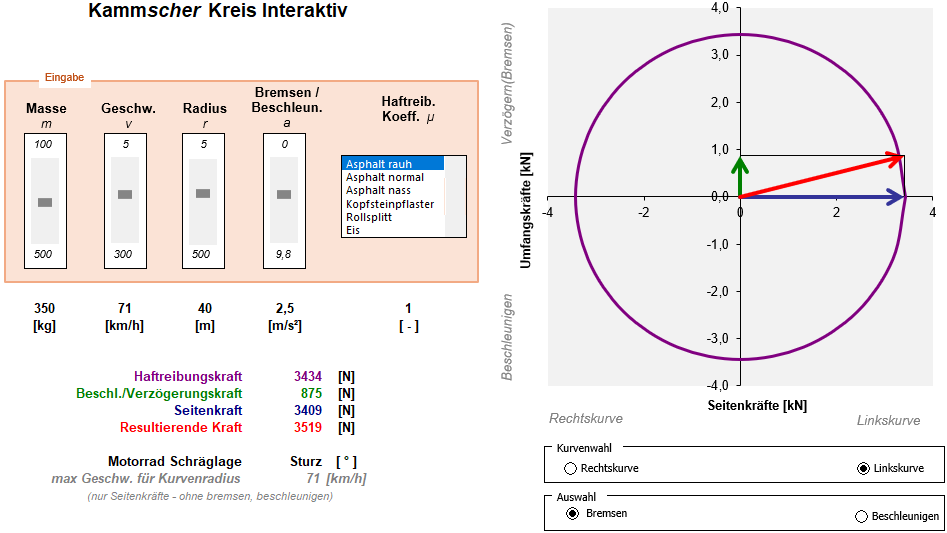 Kammscher Kreis Interaktiv
Eingabe
Masse
m
100
500
Geschw.
v
5
300
Radius
r
5
500
Bremsen /
Beschleun.
a
0
9,8
Haftreib.
Koeff. μ
Asphalt rauh
Asphalt normal
Asphalt nass
Kopfsteinpflaster
Rollsplitt
Eis
350 71 40 2,5 1
[kg] [km/h] [m] [m/s²] [ - ]
Haftreibungskraft 3434 [N]
Beschl./Verzögerungskraft 875 [N]
Seitenkraft 3409 [N]
Resultierende Kraft 3519 [N]
Motorrad Schräglage Sturz [ ° ]
max Geschw. für Kurvenradius 71 [km/h]
(nur Seitenkräfte - ohne bremsen, beschleunigen)
Verzögern/(Bremsen)
Beschleunigen
Umfangskräfte [kN]
4,0
3,0
2,0
1,0
0,0
-1,0
-2,0
-3,0
-4,0
-4 -2 0 2 4
Seitenkräfte [kN]
Rechtskurve Linkskurve
Kurvenwahl
Rechtskurve Linkskurve
Auswahl
Bremsen Beschleunigen